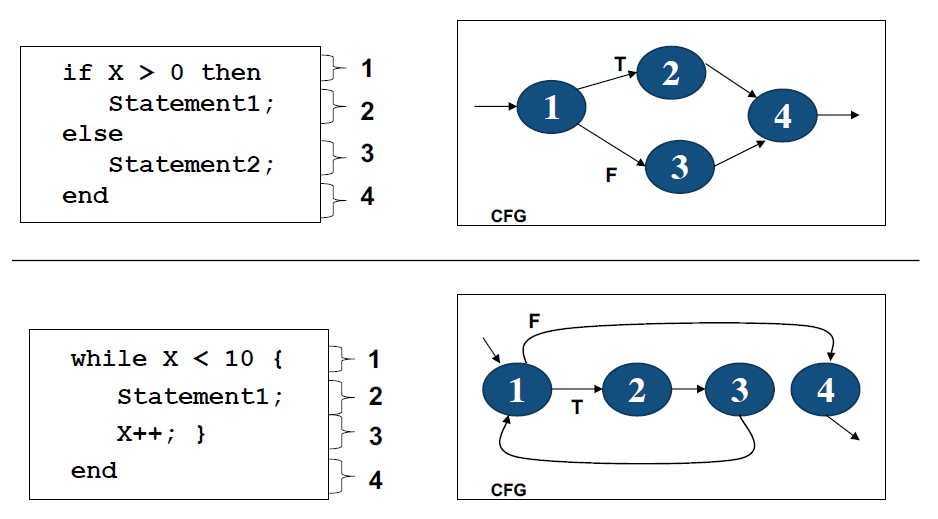 if X > 0 then
Statement1;
else
Statement2;
end
1
2
3
4
T
F
1
2
3
4
CFG
while X < 10 {
Statement1;
X++; }
end
1
2
3
4
F
T
1
2
3
4
CFG